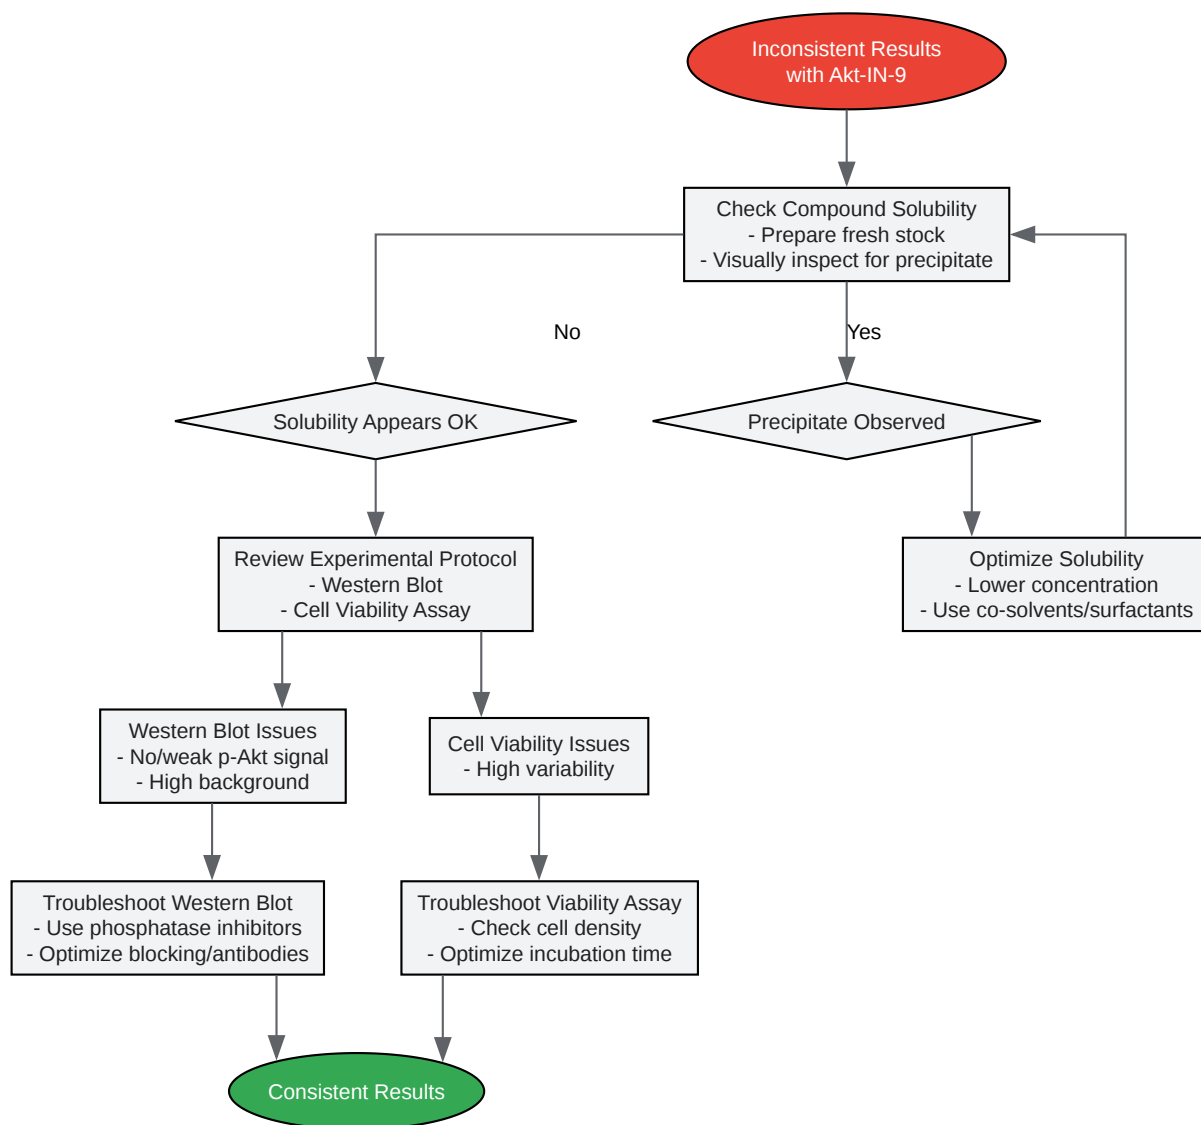 Inconsistent Results
with Akt-IN-9
Check Compound Solubility
- Prepare fresh stock
- Visually inspect for precipitate
No
Yes
Solubility Appears OK
Precipitate Observed
Review Experimental Protocol
- Western Blot
- Cell Viability Assay
Optimize Solubility
- Lower concentration
- Use co-solvents/surfactants
Western Blot Issues
- No/weak p-Akt signal
- High background
Cell Viability Issues
- High variability
Troubleshoot Western Blot
- Use phosphatase inhibitors
- Optimize blocking/antibodies
Troubleshoot Viability Assay
- Check cell density
- Optimize incubation time
Consistent Results